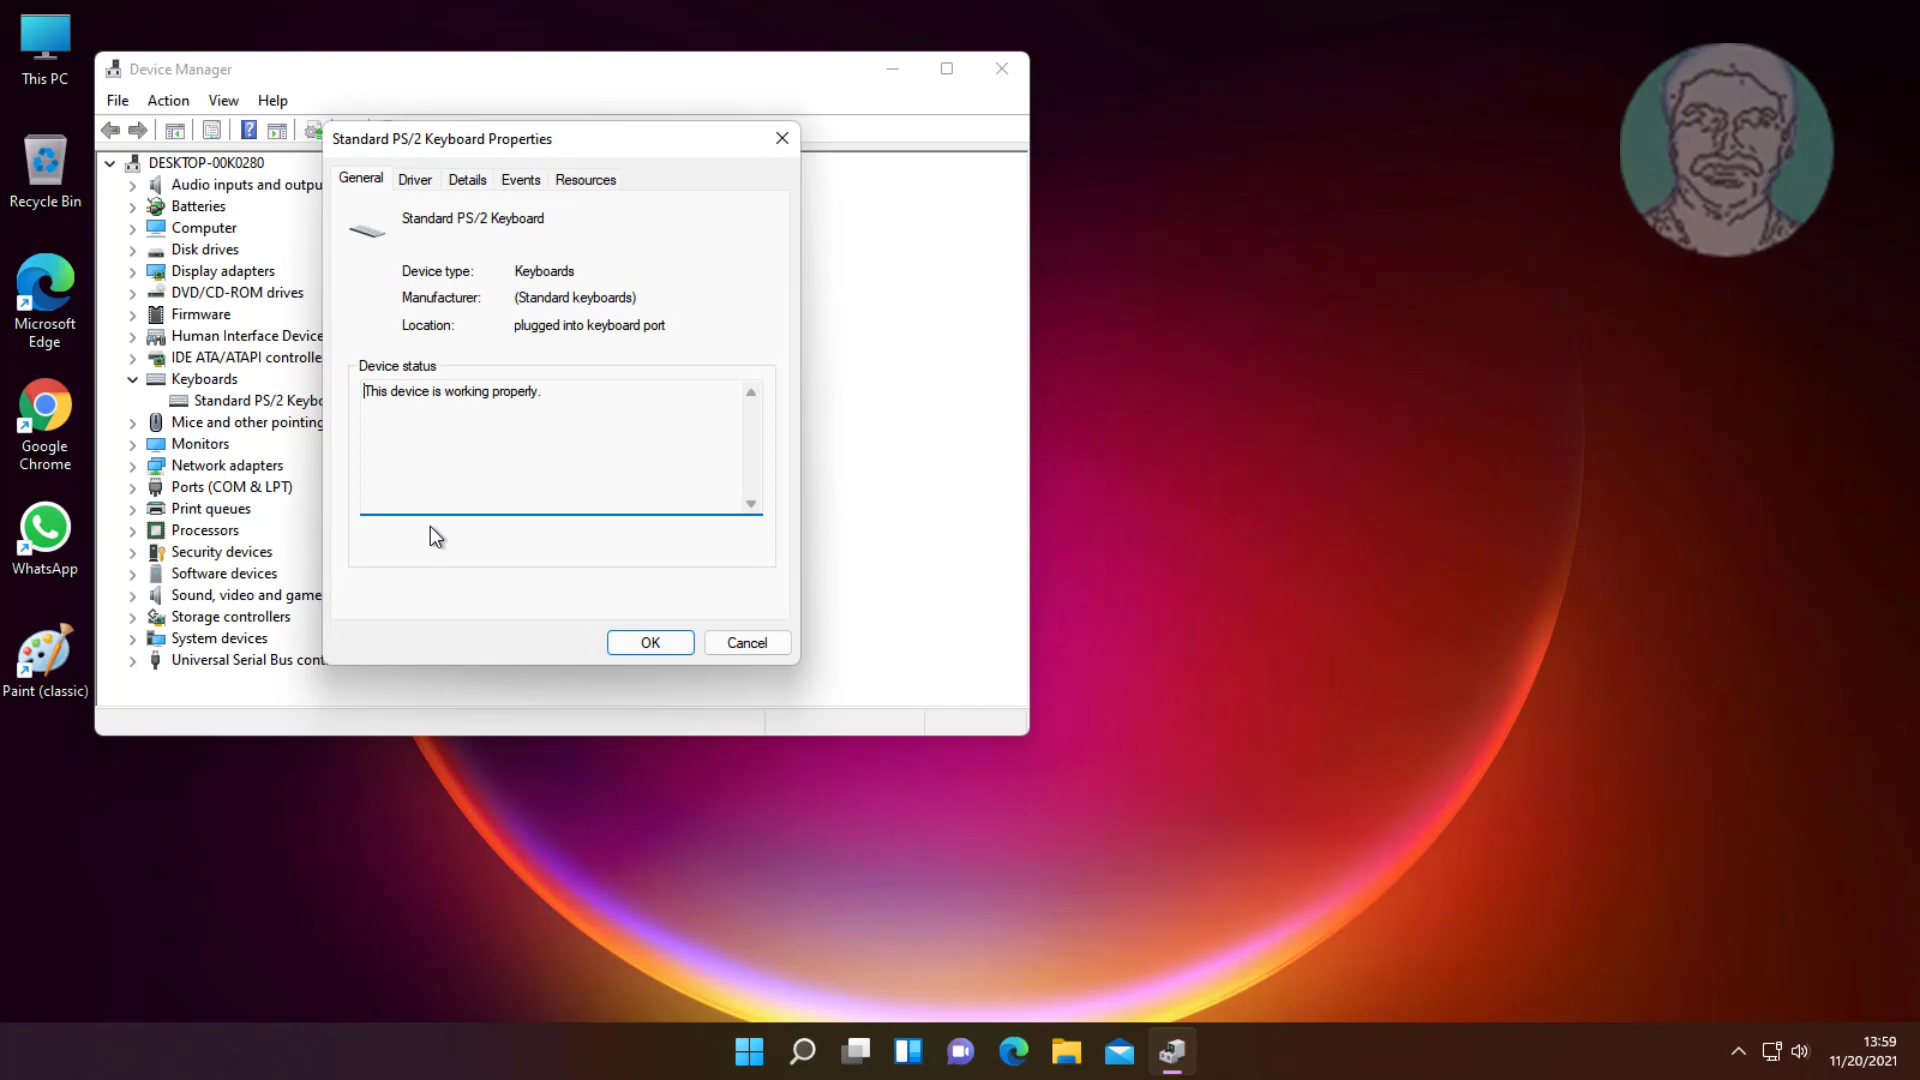 This PC
Recycle Bin
Microsoft
Edge
Google
Chrome
WhatsApp
Paint (classic)
Device Manager
File Action View Help
DESKTOP-00K0280
Audio inputs and outpu
Batteries
Computer
Disk drives
Display adapters
DVD/CD-ROM drives
Firmware
Human Interface Device
IDE ATA/ATAPI controlle
Keyboards
Standard PS/2 Keybo
Mice and other pointing
Monitors
Network adapters
Ports (COM & LPT)
Print queues
Processors
Security devices
Software devices
Sound, video and game
Storage controllers
System devices
Universal Serial Bus cont
Standard PS/2 Keyboard Properties
General Driver Details Events Resources
Standard PS/2 Keyboard
Device type: Keyboards
Manufacturer: (Standard keyboards)
Location: plugged into keyboard port
Device status
This device is working properly.
OK Cancel
13:59
11/20/2021